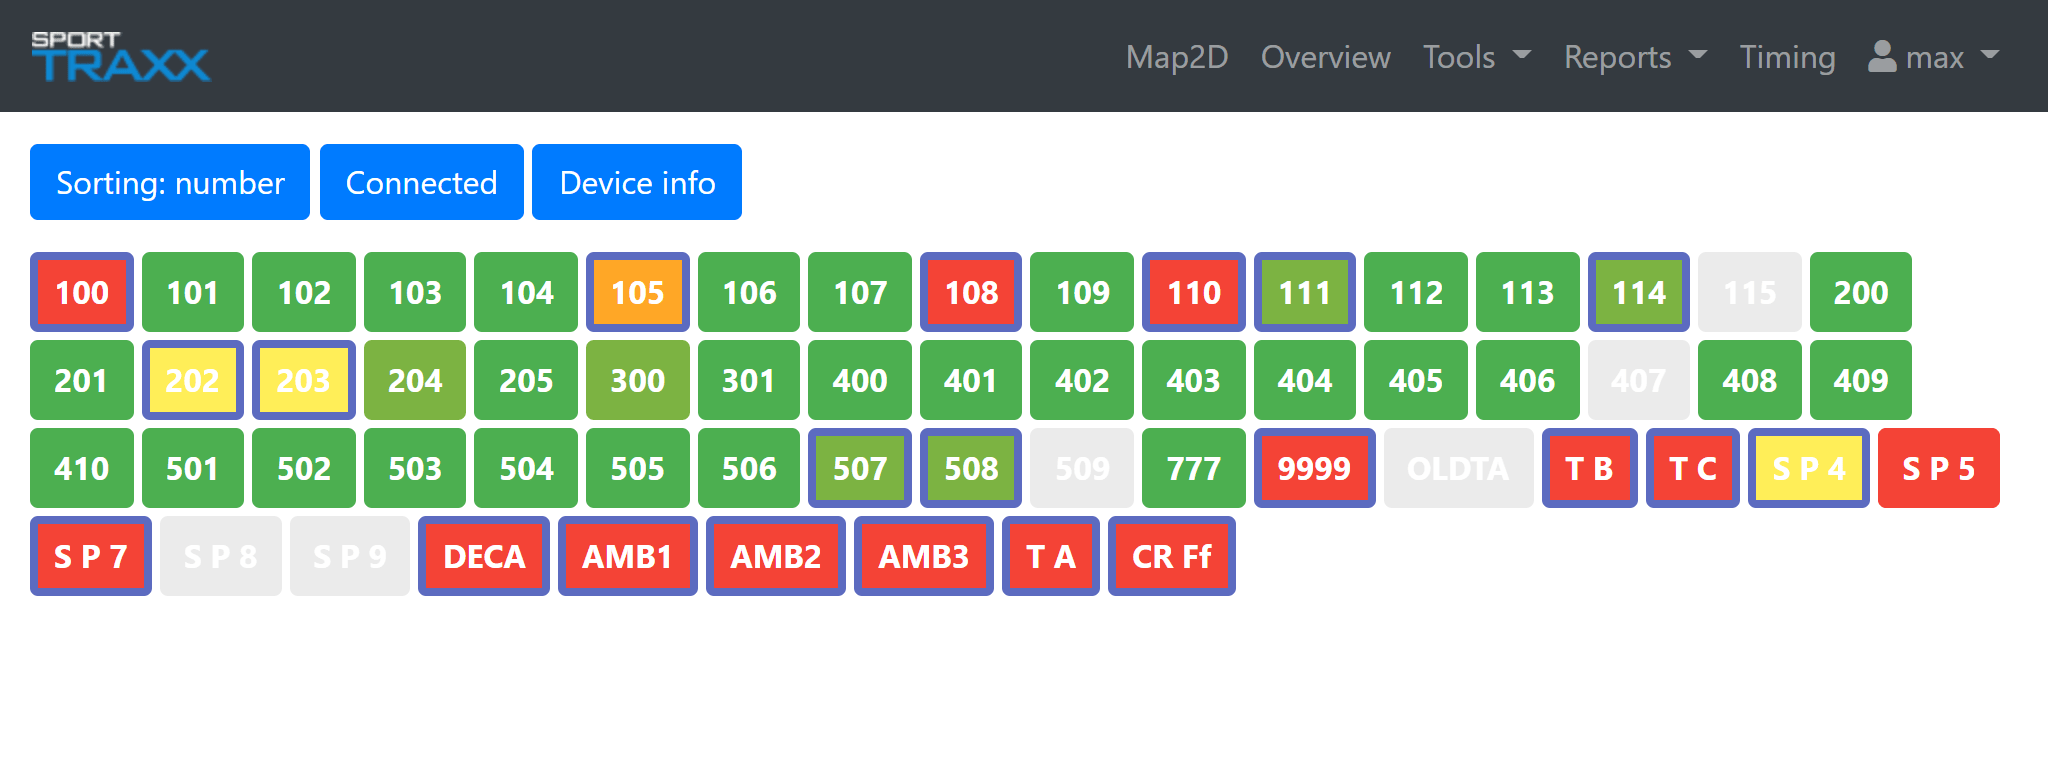 SPORT
TRAXX
Map2D Overview Tools Reports Timing max
Sorting: number Connected Device info
100 101 102 103 104 105 106 107 108 109 110 111 112 113 114 115 200
201 202 203 204 205 300 301 400 401 402 403 404 405 406 407 408 409
410 501 502 503 504 505 506 507 508 509 777 9999 OLDTA T B T C S P 4 S P 5
S P 7 S P 8 S P 9 DECA AMB1 AMB2 AMB3 T A CR Ff